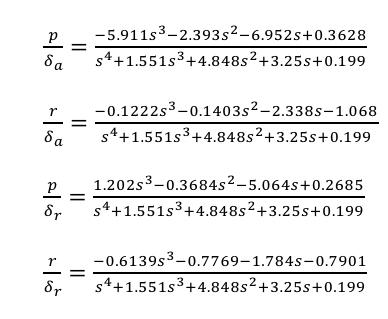 p/δₐ = (−5.911s³−2.393s²−6.952s+0.3628)/(s⁴+1.551s³+4.848s²+3.25s+0.199)
r/δₐ = (−0.1222s³−0.1403s²−2.338s−1.068)/(s⁴+1.551s³+4.848s²+3.25s+0.199)
p/δᵣ = (1.202s³−0.3684s²−5.064s+0.2685)/(s⁴+1.551s³+4.848s²+3.25s+0.199)
r/δᵣ = (−0.6139s³−0.7769−1.784s−0.7901)/(s⁴+1.551s³+4.848s²+3.25s+0.199)